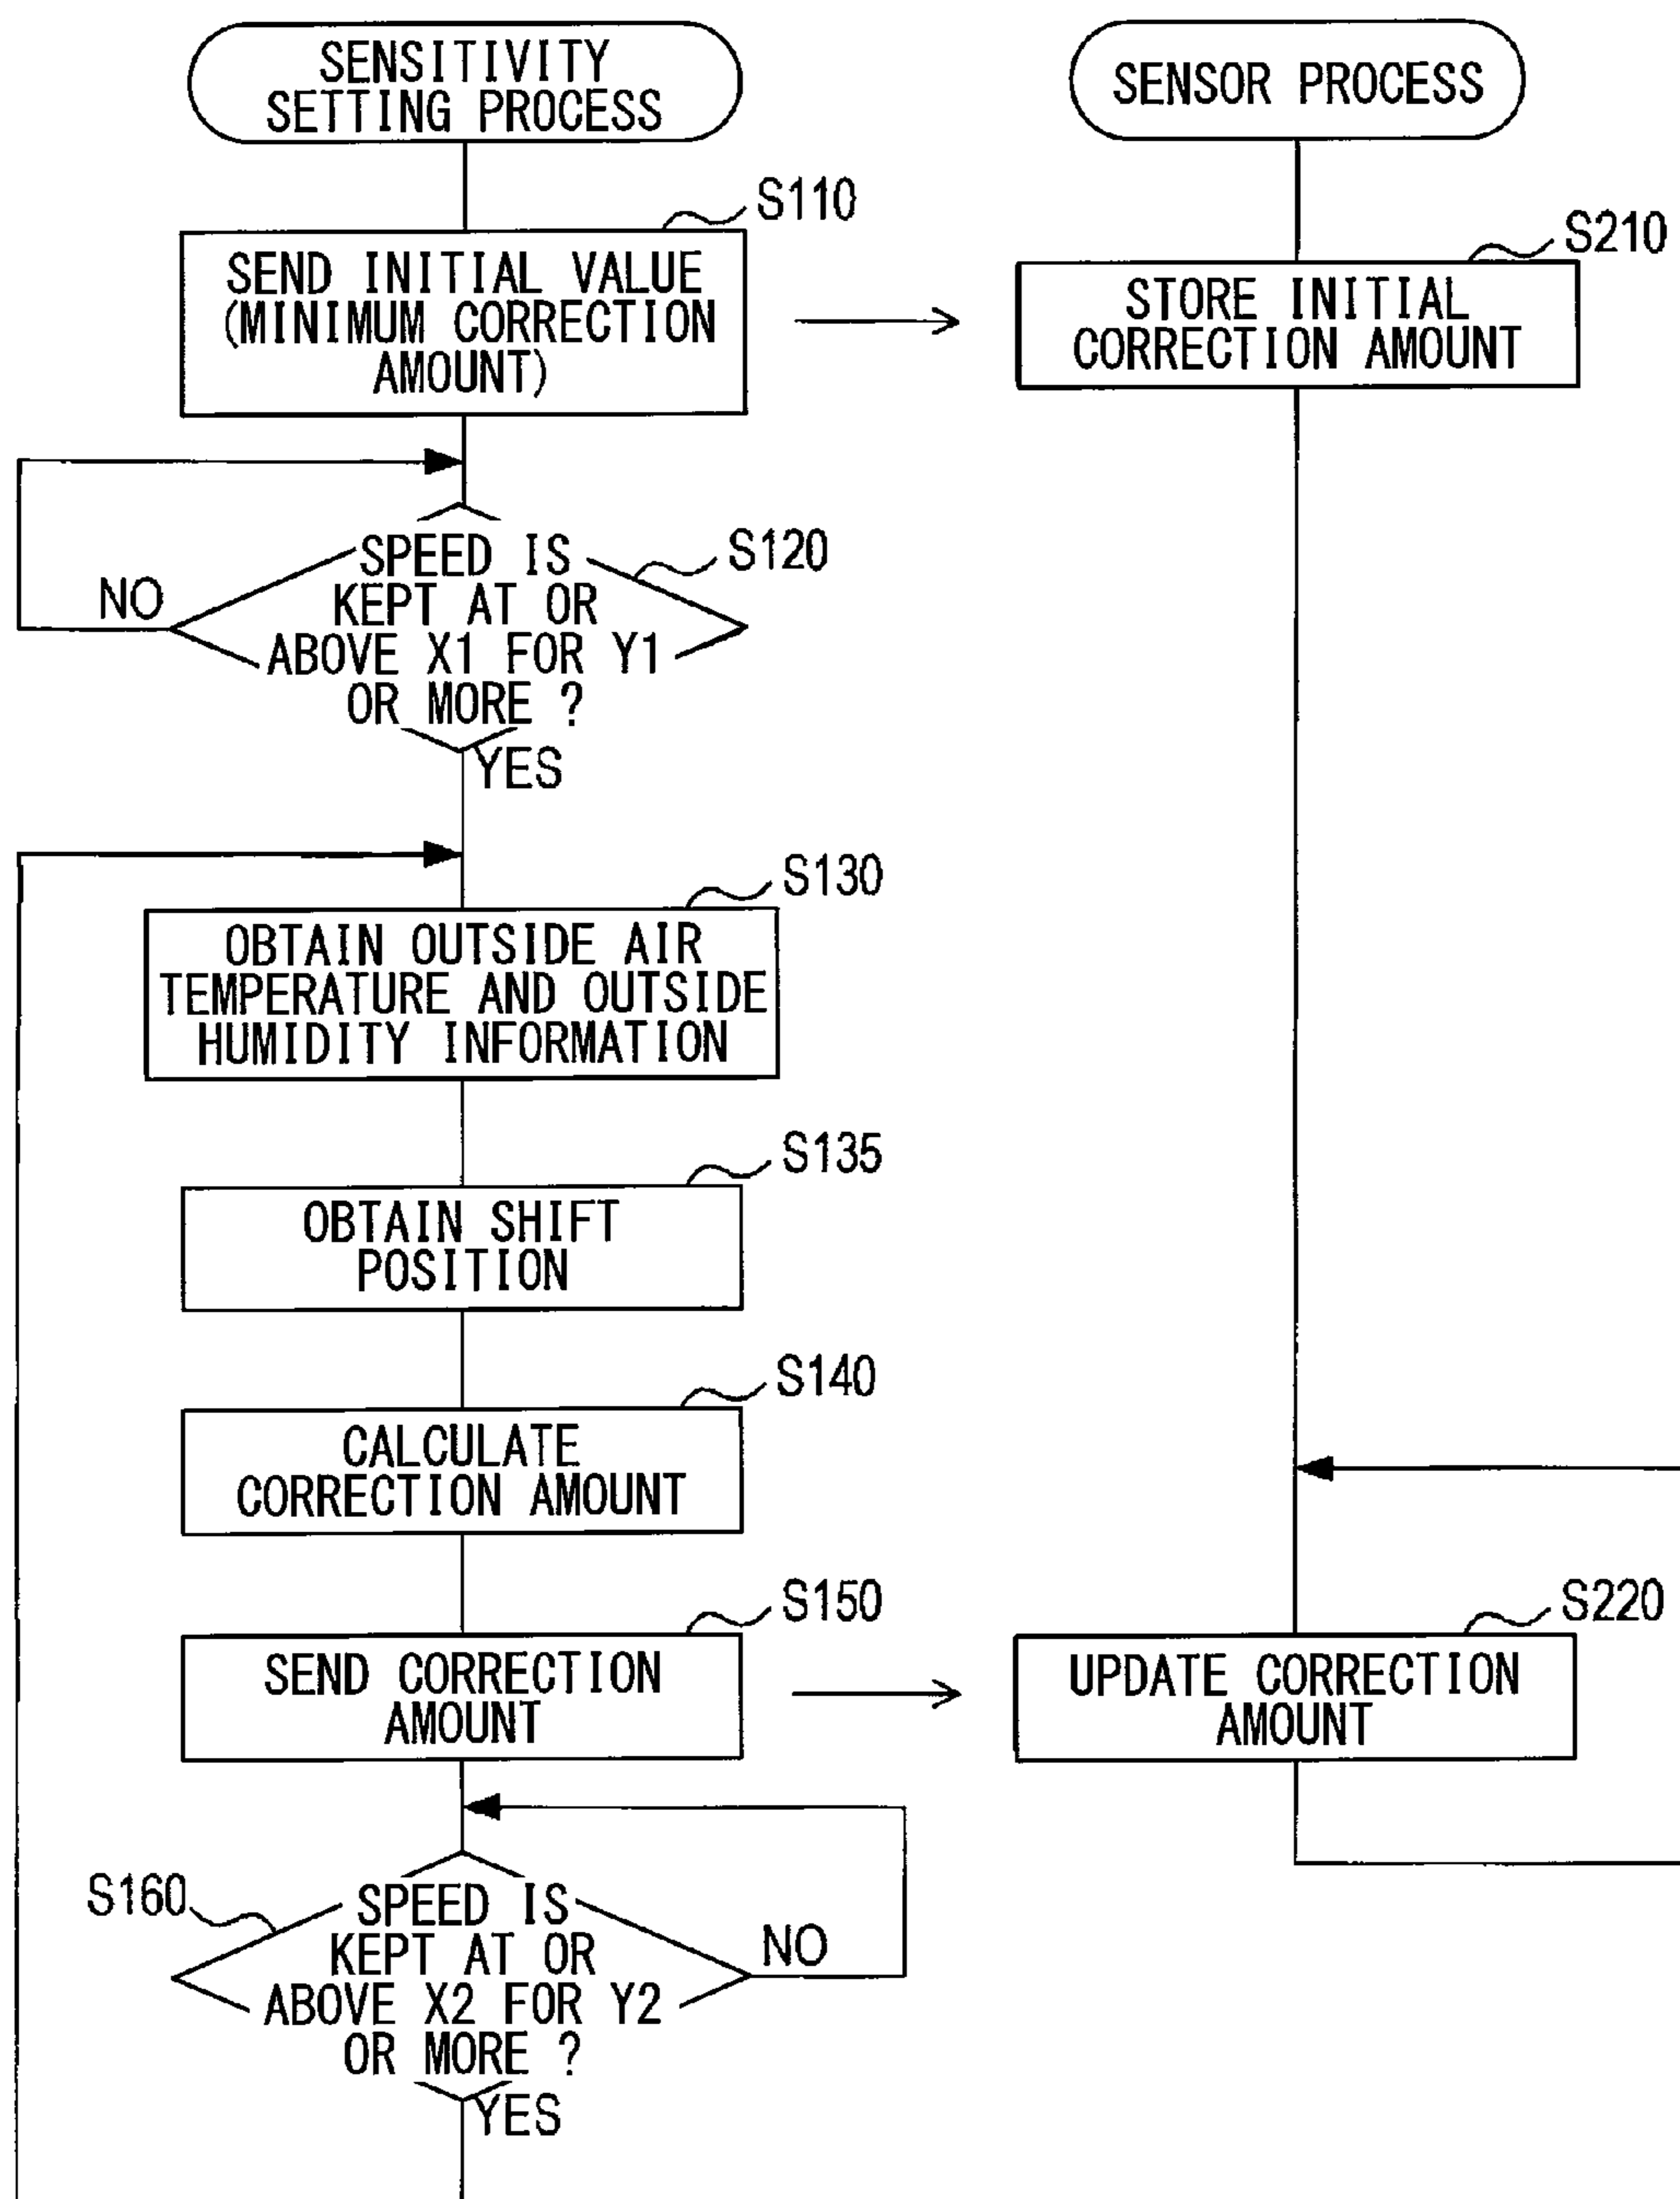 SENSITIVITY
SETTING PROCESS
SENSOR PROCESS
S110
SEND INITIAL VALUE
(MINIMUM CORRECTION
AMOUNT)
S210
STORE INITIAL
CORRECTION AMOUNT
S120
SPEED IS
KEPT AT OR
ABOVE X1 FOR Y1
OR MORE ?
NO
YES
S130
OBTAIN OUTSIDE AIR
TEMPERATURE AND OUTSIDE
HUMIDITY INFORMATION
S135
OBTAIN SHIFT
POSITION
S140
CALCULATE
CORRECTION AMOUNT
S150
SEND CORRECTION
AMOUNT
S220
UPDATE CORRECTION
AMOUNT
S160
SPEED IS
KEPT AT OR
ABOVE X2 FOR Y2
OR MORE ?
NO
YES